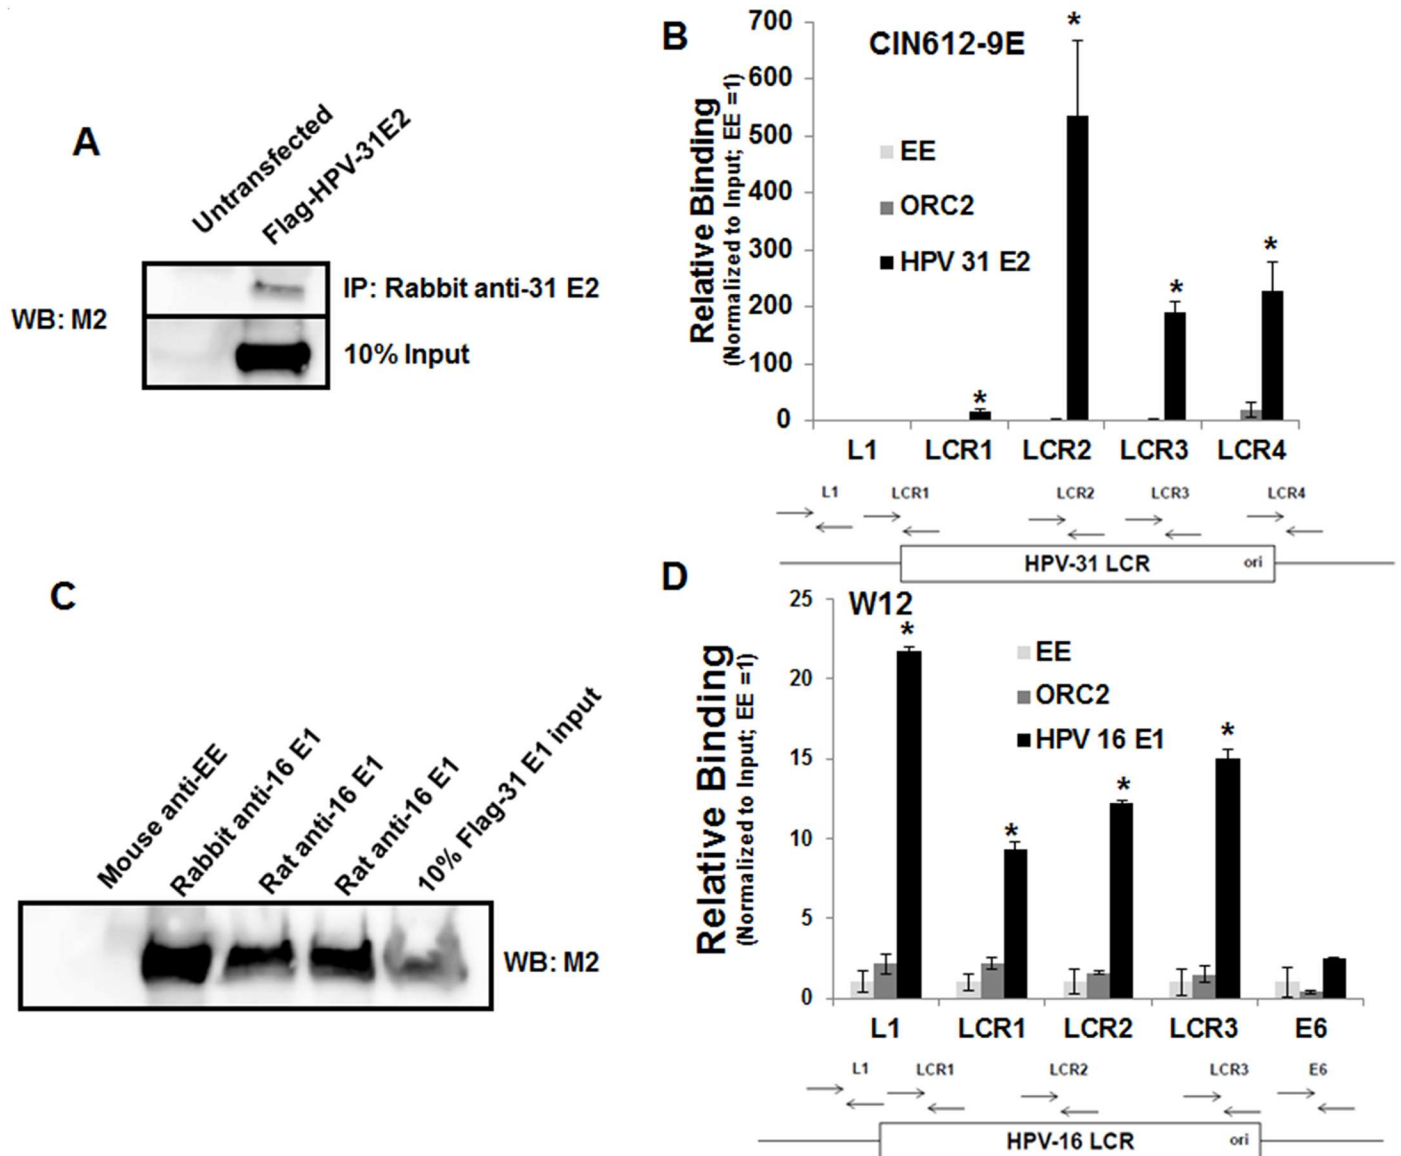 A
Untransfected
Flag-HPV-31E2
WB: M2
IP: Rabbit anti-31 E2
10% Input
B
CIN612-9E
Relative Binding
(Normalized to Input; EE =1)
700
600
500
400
300
200
100
0
EE
ORC2
HPV 31 E2
*
*
*
*
L1 LCR1 LCR2 LCR3 LCR4
L1 LCR1 LCR2 LCR3 LCR4
HPV-31 LCR ori
C
Mouse anti-EE
Rabbit anti-16 E1
Rat anti-16 E1
Rat anti-16 E1
10% Flag-31 E1 input
WB: M2
D
W12
Relative Binding
(Normalized to Input; EE =1)
25
20
15
10
5
0
EE
ORC2
HPV 16 E1
*
*
*
*
L1 LCR1 LCR2 LCR3 E6
L1 LCR1 LCR2 LCR3 E6
HPV-16 LCR ori